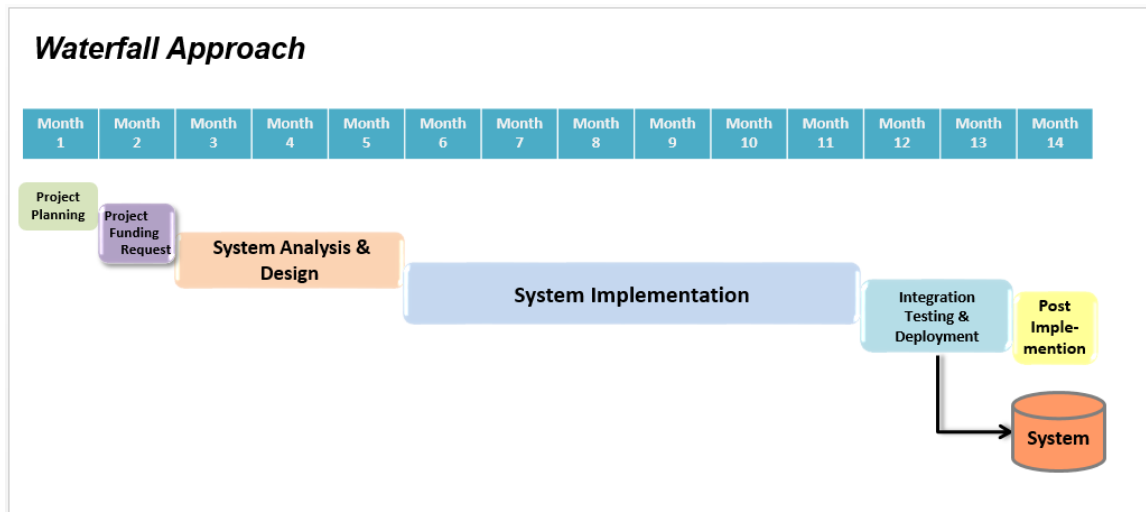 Waterfall Approach
Month
1
Month
2
Month
3
Month
4
Month
5
Month
6
Month
7
Month
8
Month
9
Month
10
Month
11
Month
12
Month
13
Month
14
Project
Planning
Project
Funding
Request
System Analysis &
Design
System Implementation
Integration
Testing &
Deployment
Post
Imple-
mention
System